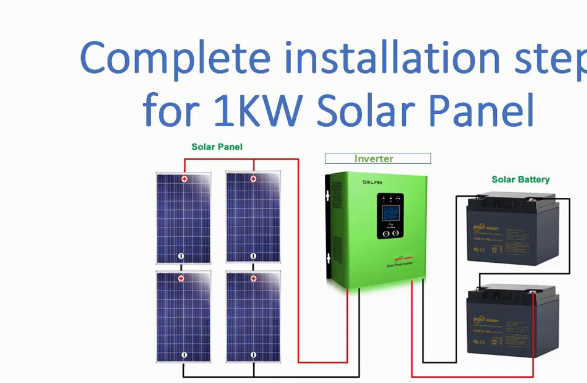 Complete installation step
for 1KW Solar Panel
Solar Panel
Inverter
Solar Battery